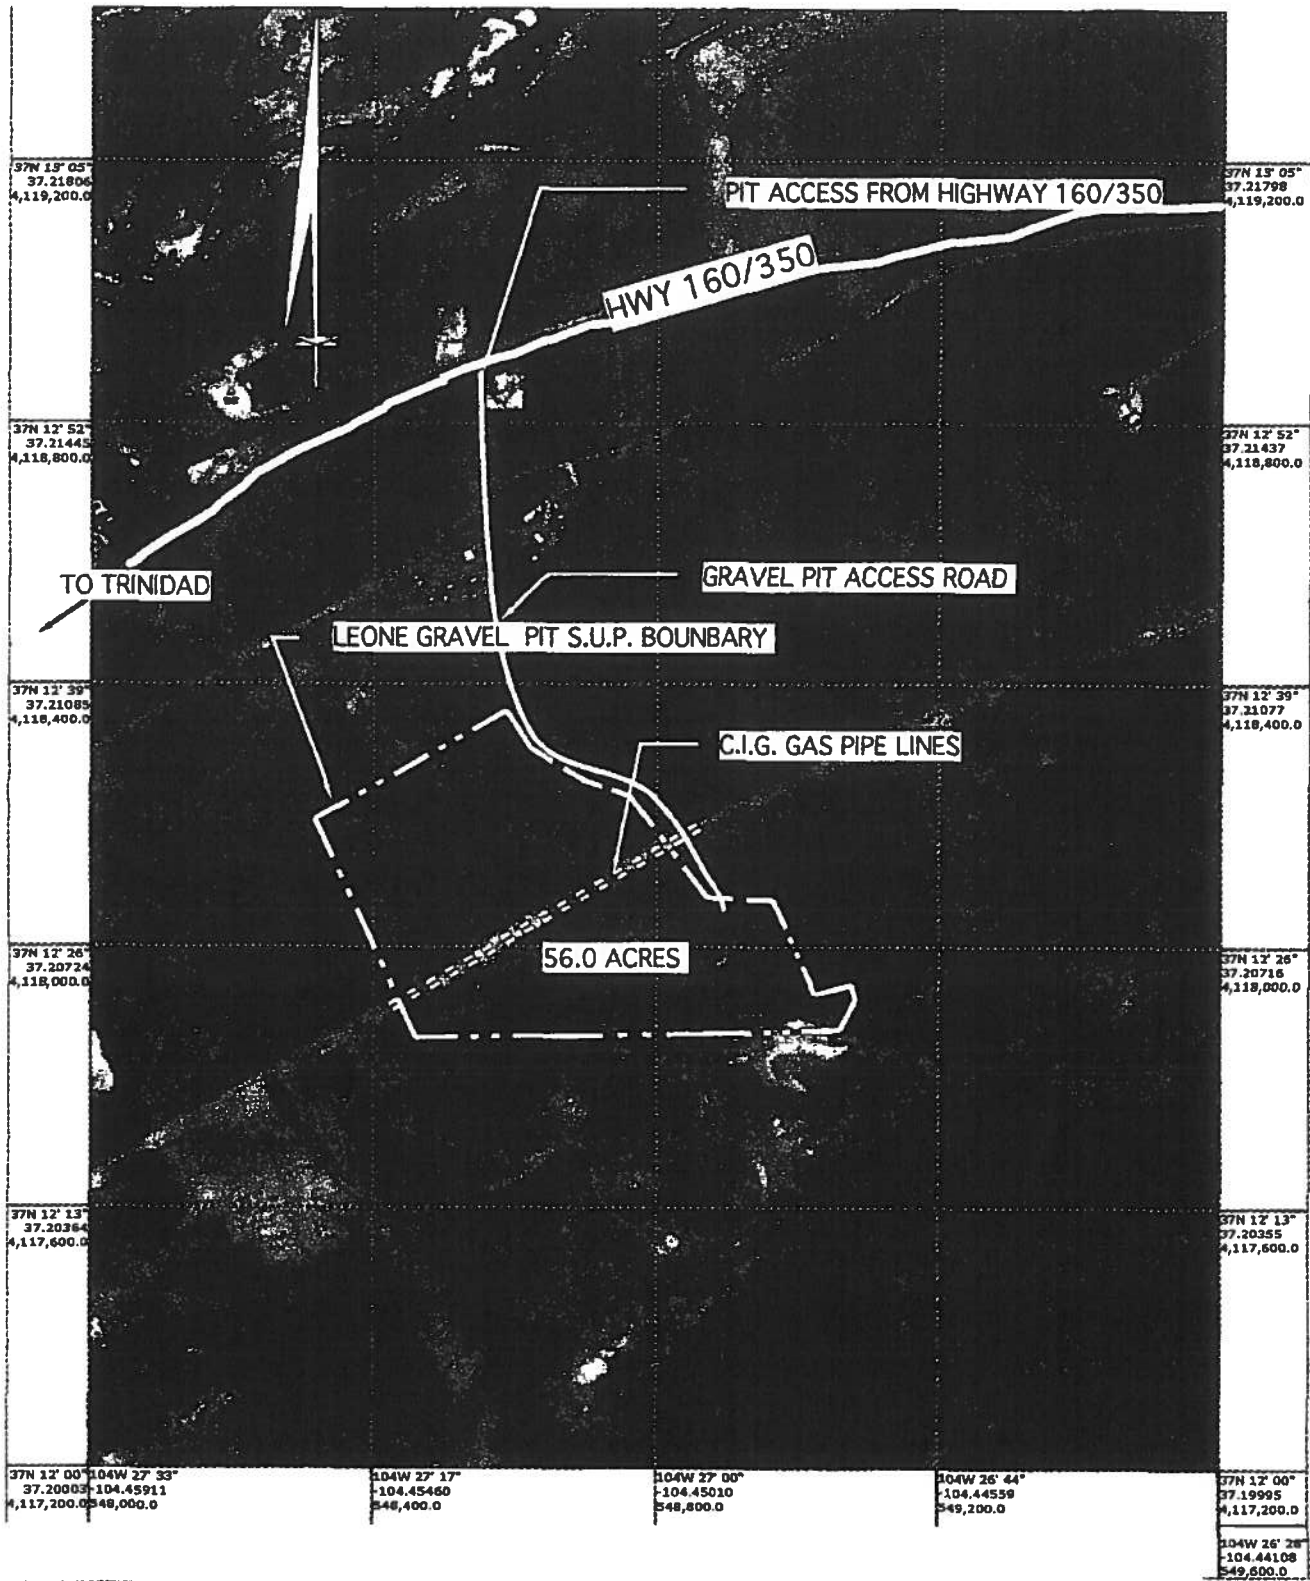 37N 13' 05"
37.21806
4,119,200.0
37N 13' 05"
37.21798
4,119,200.0
PIT ACCESS FROM HIGHWAY 160/350
HWY 160/350
37N 12' 52"
37.21445
4,118,800.0
37N 12' 52"
37.21437
4,118,800.0
TO TRINIDAD
GRAVEL PIT ACCESS ROAD
LEONE GRAVEL PIT S.U.P. BOUNBARY
37N 12' 39"
37.21085
4,118,400.0
37N 12' 39"
37.21077
4,118,400.0
C.I.G. GAS PIPE LINES
37N 12' 26"
37.20724
4,118,000.0
56.0 ACRES
37N 12' 26"
37.20716
4,118,000.0
37N 12' 13"
37.20364
4,117,600.0
37N 12' 13"
37.20355
4,117,600.0
37N 12' 00"
37.20003
4,117,200.0
104W 27' 33"
-104.45911
548,000.0
104W 27' 17"
-104.45460
548,400.0
104W 27' 00"
-104.45010
548,800.0
104W 26' 44"
-104.44559
549,200.0
37N 12' 00"
37.19995
4,117,200.0
104W 26' 28
-104.44108
549,600.0